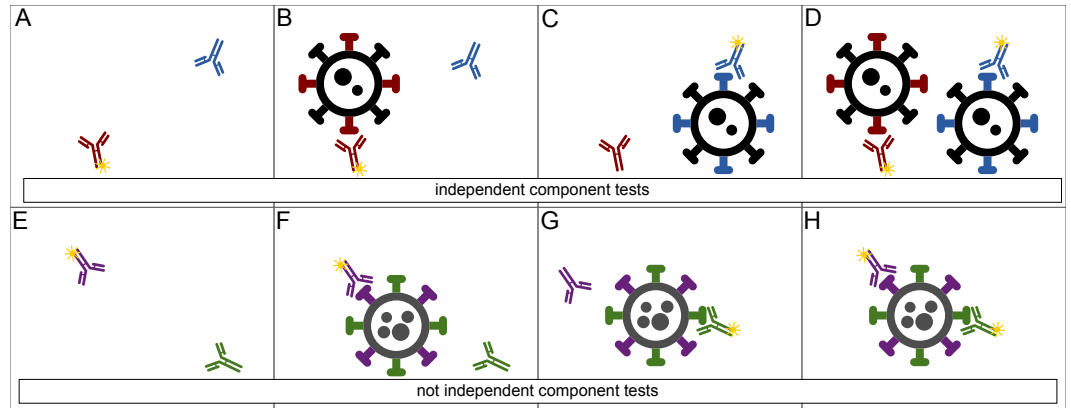 A
B
C
D
independent component tests
E
F
G
H
not independent component tests